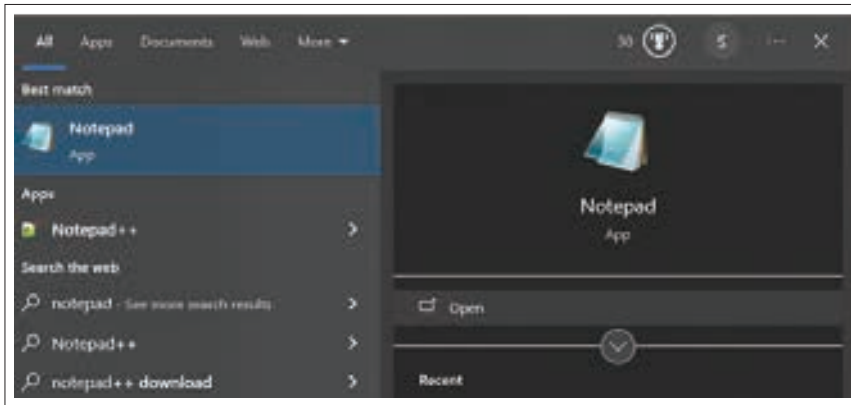 All Apps Documents Web More
30 S ...
Best match
Notepad
App
Apps
Notepad++
Search the web
notepad - See more search results
Notepad++
notepad++ download
Notepad
App
Open
Recent